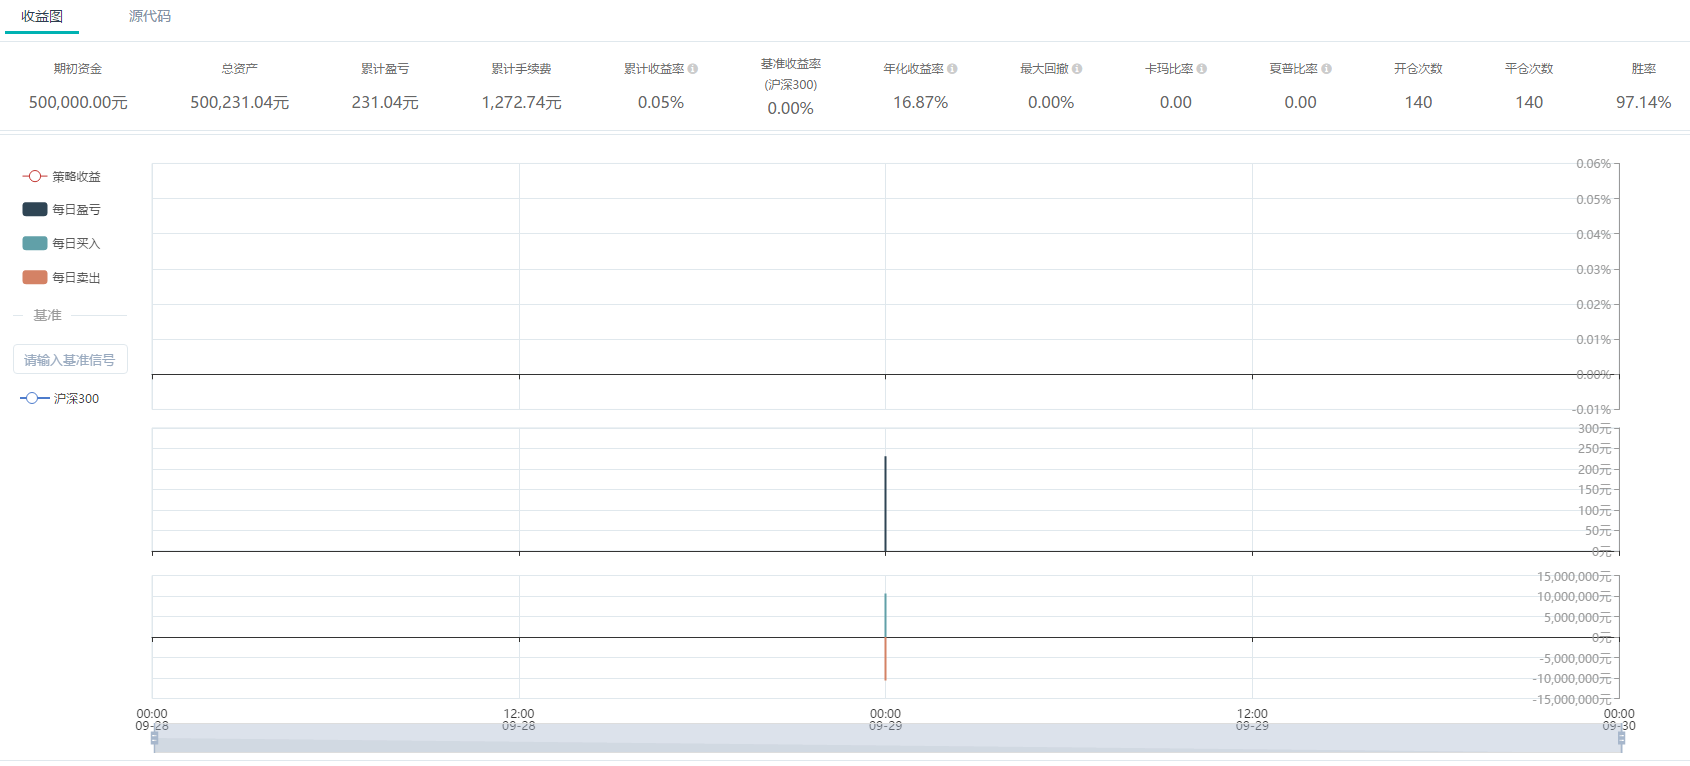 收益图 源代码
期初资金 总资产 累计盈亏 累计手续费 累计收益率 基准收益率 (沪深300) 年化收益率 最大回撤 卡玛比率 夏普比率 开仓次数 平仓次数 胜率
500,000.00元 500,231.04元 231.04元 1,272.74元 0.05% 0.00% 16.87% 0.00% 0.00 0.00 140 140 97.14%
策略收益
每日盈亏
每日买入
每日卖出
基准
请输入基准信号
沪深300
0.06%
0.05%
0.04%
0.03%
0.02%
0.01%
0.00%
-0.01%
300元
250元
200元
150元
100元
50元
0元
15,000,000元
10,000,000元
5,000,000元
0元
-5,000,000元
-10,000,000元
-15,000,000元
00:00 12:00 00:00 12:00 00:00
09-28 09-28 09-29 09-29 09-30